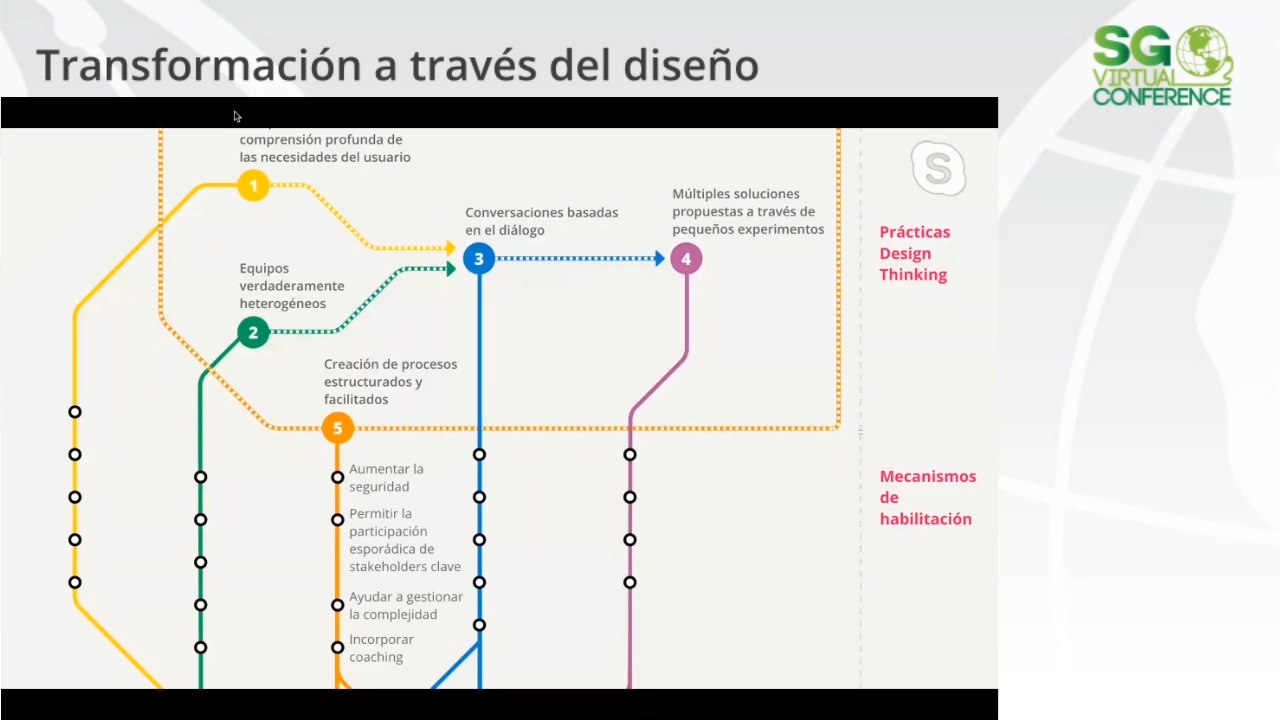 Transformación a través del diseño
SG
VIRTUAL
CONFERENCE
comprensión profunda de
las necesidades del usuario
1
Múltiples soluciones
propuestas a través de
pequeños experimentos
Conversaciones basadas
en el diálogo
3
4
Equipos
verdaderamente
heterogéneos
2
Creación de procesos
estructurados y
facilitados
5
Aumentar la
seguridad
Permitir la
participación
esporádica de
stakeholders clave
Ayudar a gestionar
la complejidad
Incorporar
coaching
S
Prácticas
Design
Thinking
Mecanismos
de
habilitación